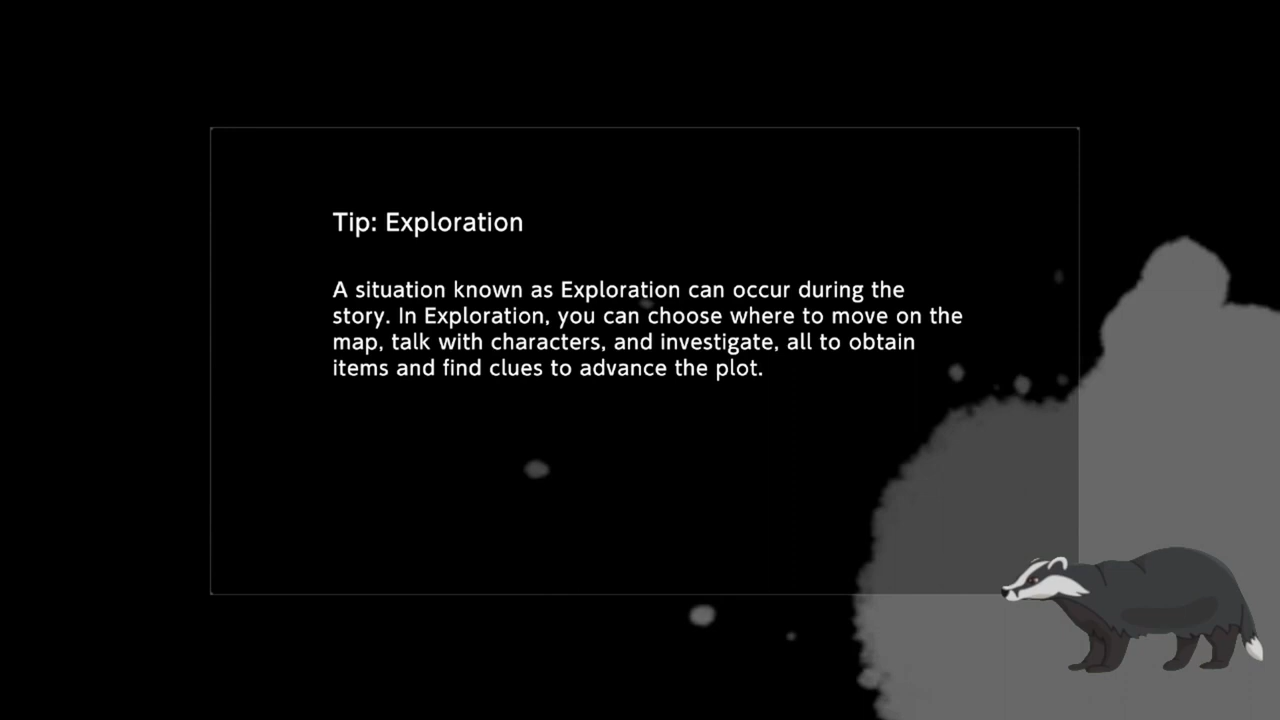 Tip: Exploration
A situation known as Exploration can occur during the
story. In Exploration, you can choose where to move on the
map, talk with characters, and investigate, all to obtain
items and find clues to advance the plot.